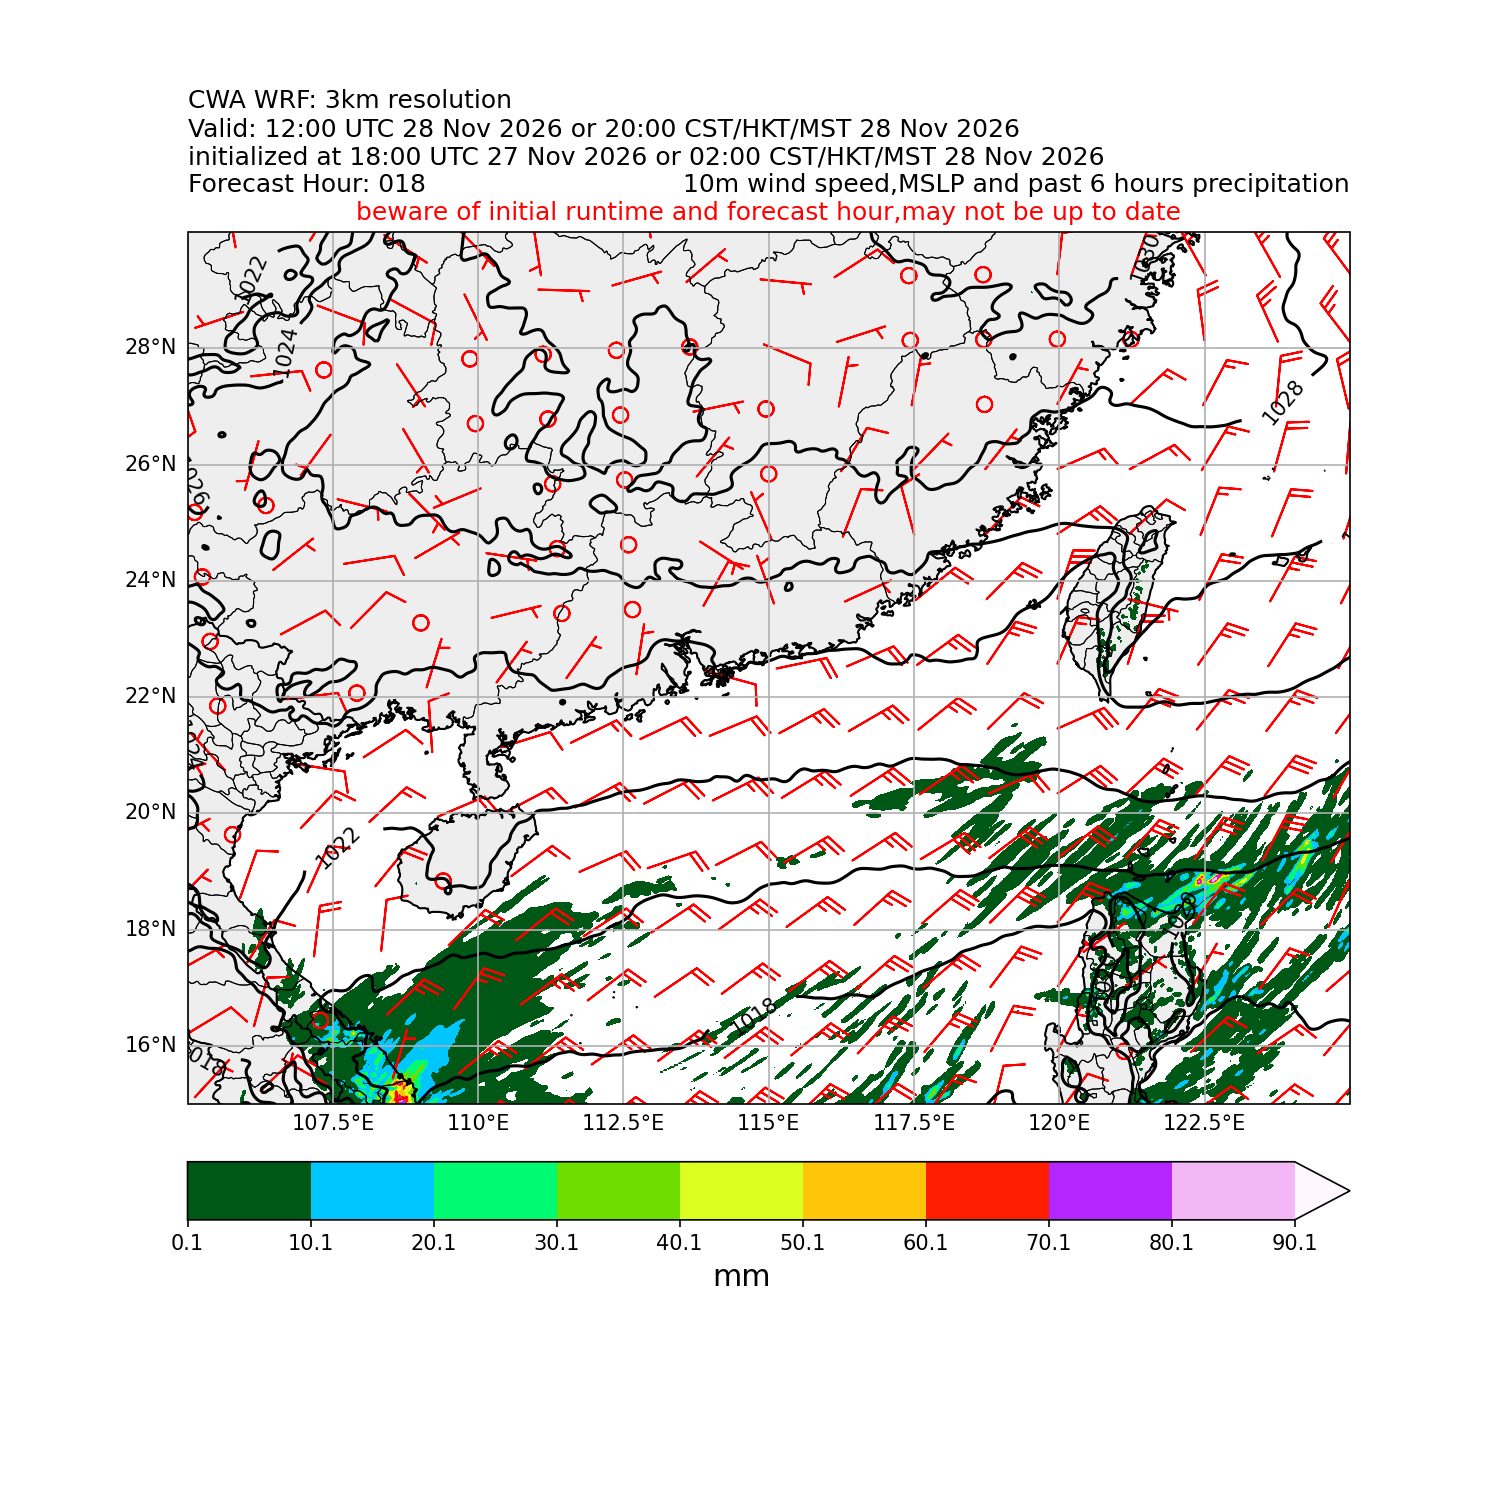 CWA WRF: 3km resolution
Valid: 12:00 UTC 28 Nov 2026 or 20:00 CST/HKT/MST 28 Nov 2026
initialized at 18:00 UTC 27 Nov 2026 or 02:00 CST/HKT/MST 28 Nov 2026
Forecast Hour: 018 10m wind speed,MSLP and past 6 hours precipitation
beware of initial runtime and forecast hour,may not be up to date
1030
1022
1024
28°N
1028
26°N
026
24°N
22°N
20°N
1022
18°N
1020
1018
16°N
018
107.5°E 110°E 112.5°E 115°E 117.5°E 120°E 122.5°E
0.1 10.1 20.1 30.1 40.1 50.1 60.1 70.1 80.1 90.1
mm